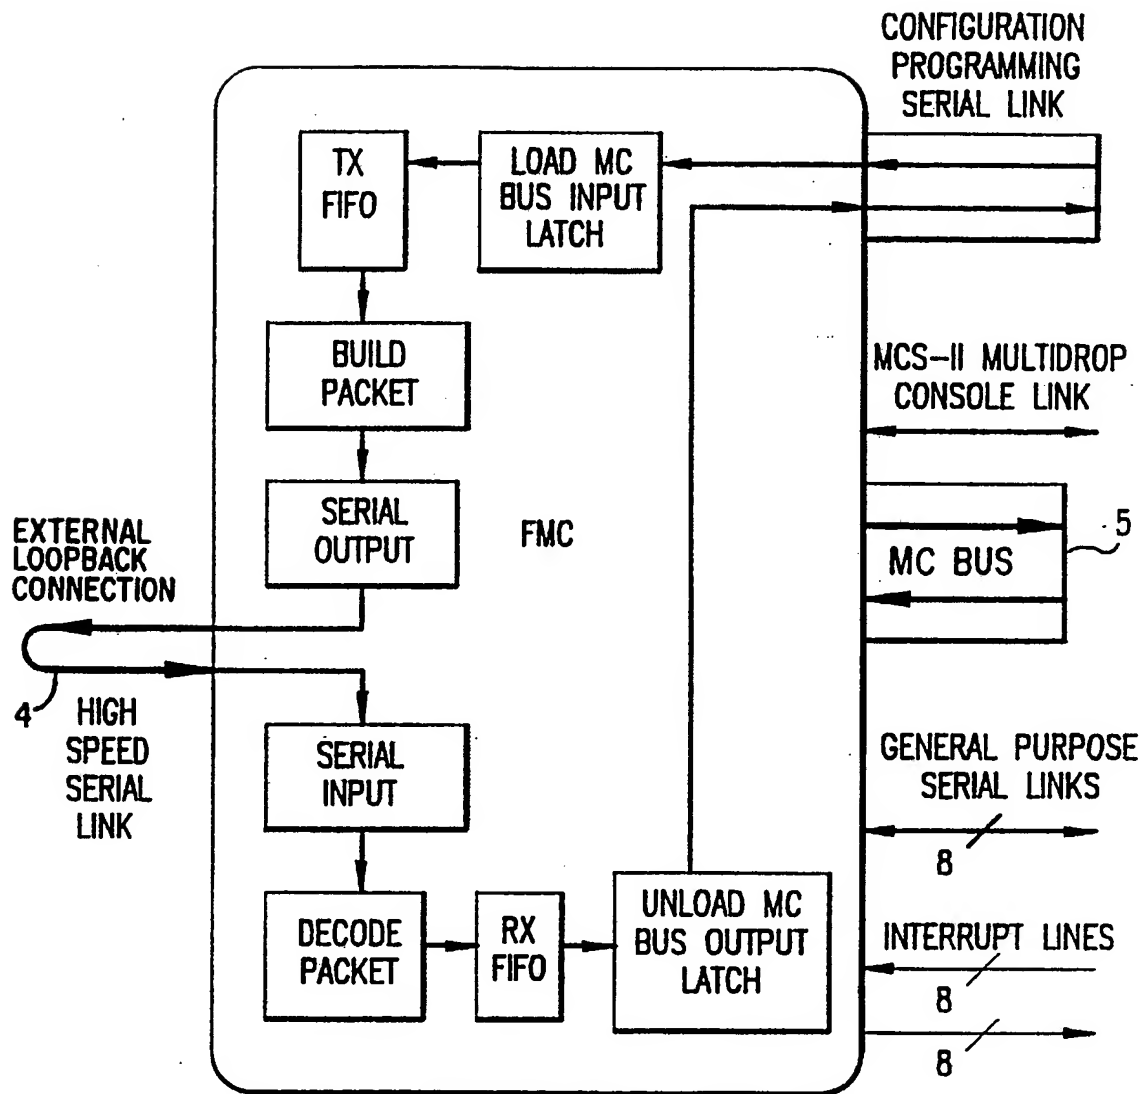 CONFIGURATION
PROGRAMMING
SERIAL LINK
TX
FIFO
LOAD MC
BUS INPUT
LATCH
BUILD
PACKET
MCS-II MULTIDROP
CONSOLE LINK
SERIAL
OUTPUT
FMC
EXTERNAL
LOOPBACK
CONNECTION
5
MC BUS
4
HIGH
SPEED
SERIAL
LINK
SERIAL
INPUT
GENERAL PURPOSE
SERIAL LINKS
8
DECODE
PACKET
RX
FIFO
UNLOAD MC
BUS OUTPUT
LATCH
INTERRUPT LINES
8
8